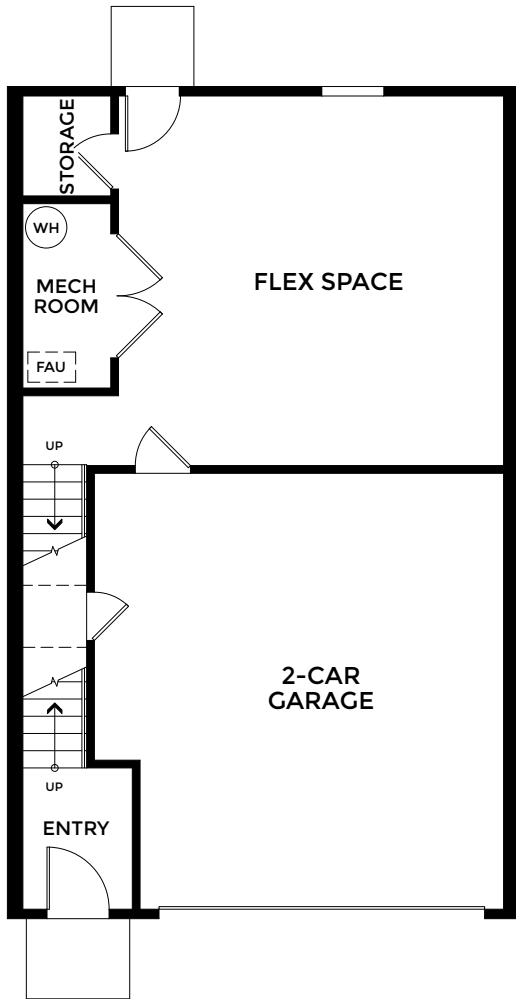 STORAGE
WH
MECH
ROOM
FLEX SPACE
FAU
UP
2-CAR
GARAGE
UP
ENTRY